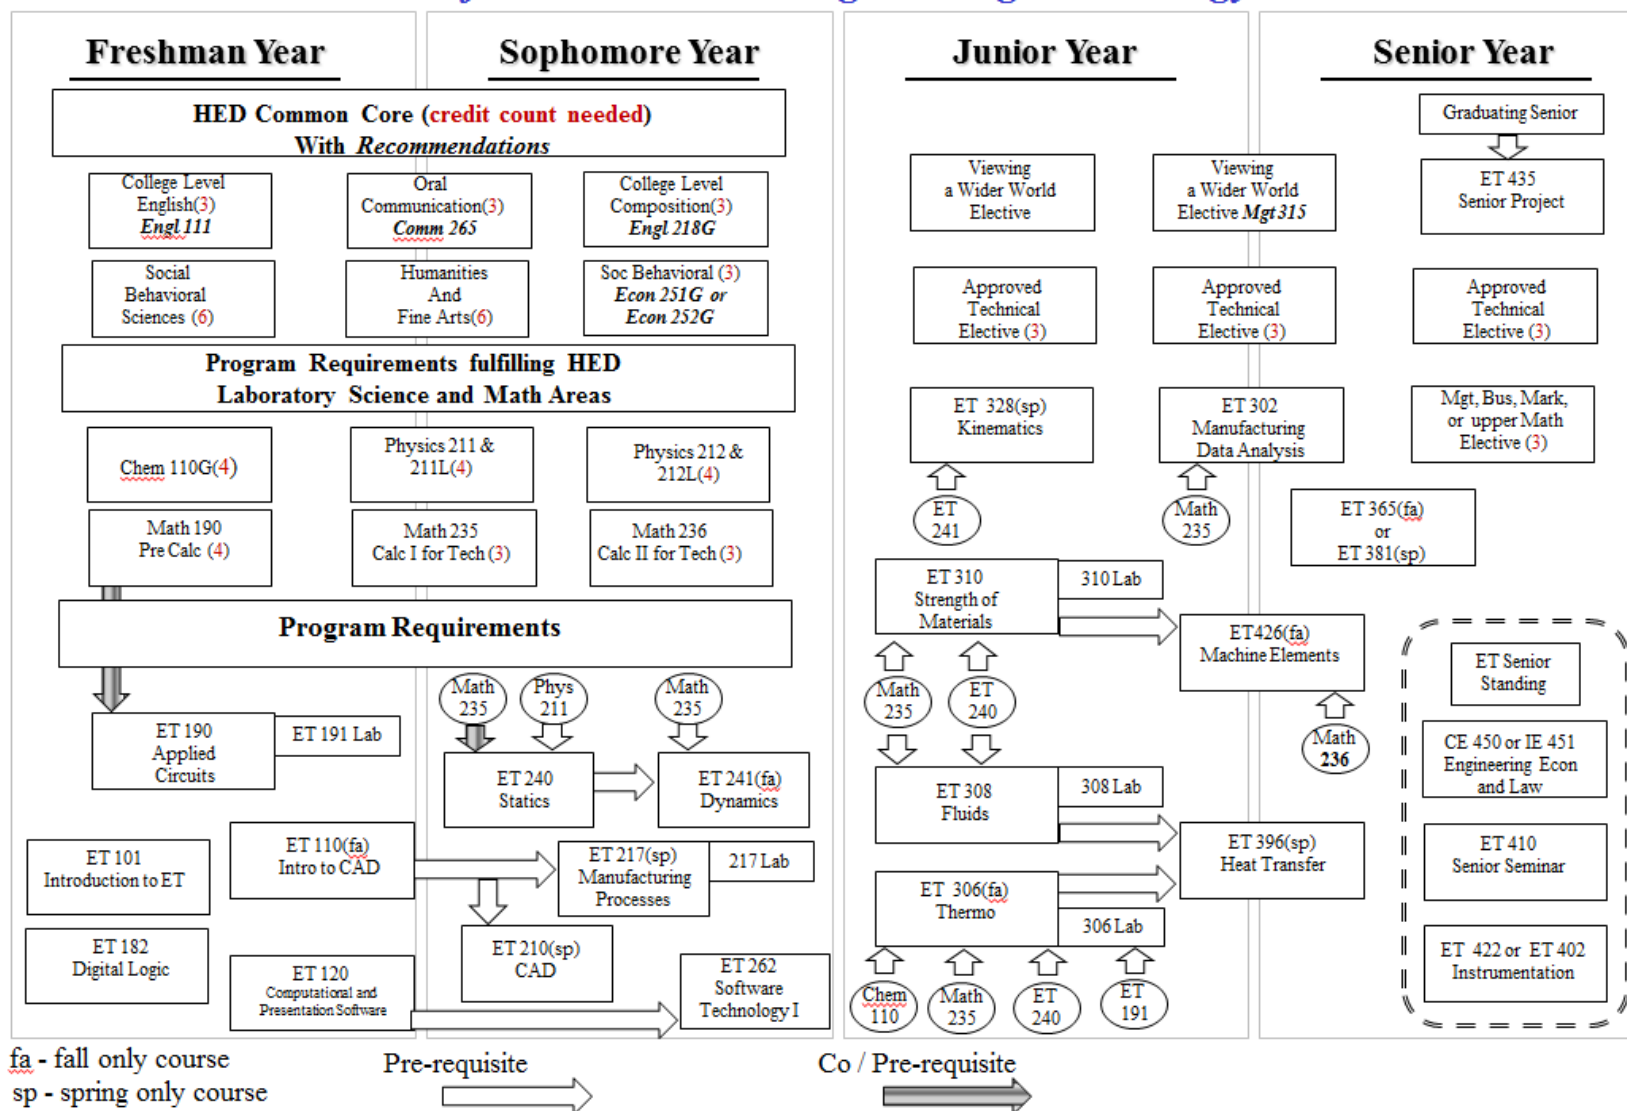 Freshman Year
Sophomore Year
Junior Year
Senior Year
HED Common Core (credit count needed)
With Recommendations
College Level
English(3)
Engl 111
Oral
Communication(3)
Comm 265
College Level
Composition(3)
Engl 218G
Social
Behavioral
Sciences (6)
Humanities
And
Fine Arts(6)
Soc Behavioral (3)
Econ 251G or
Econ 252G
Program Requirements fulfilling HED
Laboratory Science and Math Areas
Chem 110G(4)
Physics 211 &
211L(4)
Physics 212 &
212L(4)
Math 190
Pre Calc (4)
Math 235
Calc I for Tech (3)
Math 236
Calc II for Tech (3)
Program Requirements
Math
235
Phys
211
Math
235
ET 190
Applied
Circuits
ET 191 Lab
ET 240
Statics
ET 241(fa)
Dynamics
ET 101
Introduction to ET
ET 110(fa)
Intro to CAD
ET 217(sp)
Manufacturing
Processes
217 Lab
ET 182
Digital Logic
ET 120
Computational and
Presentation Software
ET 210(sp)
CAD
ET 262
Software
Technology I
Viewing
a Wider World
Elective
Viewing
a Wider World
Elective Mgt 315
Graduating Senior
ET 435
Senior Project
Approved
Technical
Elective (3)
Approved
Technical
Elective (3)
Approved
Technical
Elective (3)
ET 328(sp)
Kinematics
ET 302
Manufacturing
Data Analysis
Mgt, Bus, Mark,
or upper Math
Elective (3)
ET
241
Math
235
ET 365(fa)
or
ET 381(sp)
ET 310
Strength of
Materials
310 Lab
ET426(fa)
Machine Elements
Math
235
ET
240
Math
236
ET 308
Fluids
308 Lab
ET 396(sp)
Heat Transfer
ET 306(fa)
Thermo
306 Lab
Chem
110
Math
235
ET
240
ET
191
ET Senior
Standing
CE 450 or IE 451
Engineering Econ
and Law
ET 410
Senior Seminar
ET 422 or ET 402
Instrumentation
fa - fall only course
sp - spring only course
Pre-requisite
Co / Pre-requisite